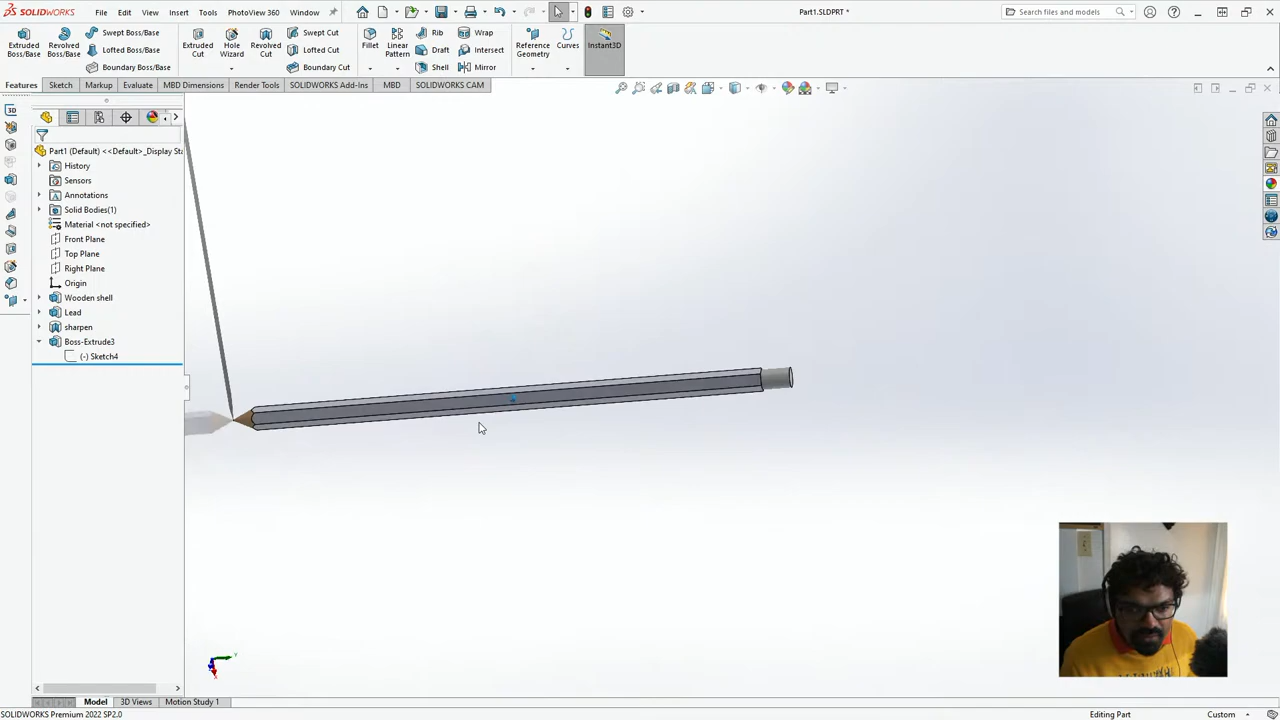 SOLIDWORKS
File
Edit
View
Insert
Tools
PhotoView 360
Window
Part1.SLDPRT *
Search files and models
Extruded Boss/Base
Revolved Boss/Base
Swept Boss/Base
Lofted Boss/Base
Boundary Boss/Base
Extruded Cut
Hole Wizard
Revolved Cut
Swept Cut
Lofted Cut
Boundary Cut
Fillet
Linear Pattern
Rib
Draft
Shell
Wrap
Intersect
Mirror
Reference Geometry
Curves
Instant3D
Features
Sketch
Markup
Evaluate
MBD Dimensions
Render Tools
SOLIDWORKS Add-Ins
MBD
SOLIDWORKS CAM
Part1 (Default) <<Default>_Display Sta
History
Sensors
Annotations
Solid Bodies(1)
Material <not specified>
Front Plane
Top Plane
Right Plane
Origin
Wooden shell
Lead
sharpen
Boss-Extrude3
(-) Sketch4
Model
3D Views
Motion Study 1
SOLIDWORKS Premium 2022 SP2.0
Editing Part
Custom